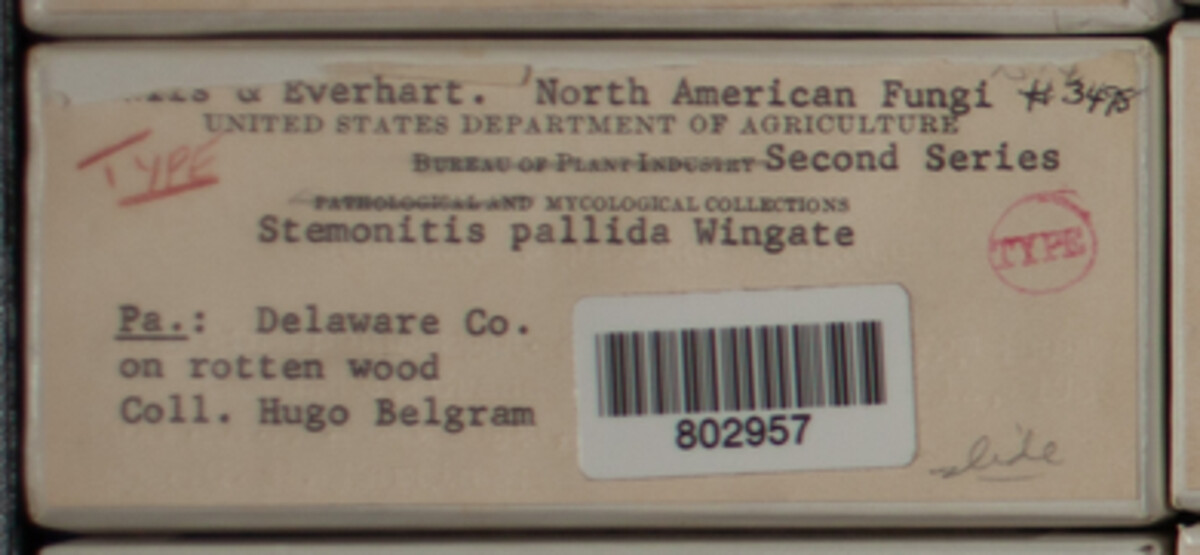 & Everhart. North American Fungi #3498
UNITED STATES DEPARTMENT OF AGRICULTURE
TYPE
BUREAU OF PLANT INDUSTRY Second Series
PATHOLOGICAL AND MYCOLOGICAL COLLECTIONS
Stemonitis pallida Wingate
TYPE
Pa.: Delaware Co.
on rotten wood
Coll. Hugo Belgram
802957
slide